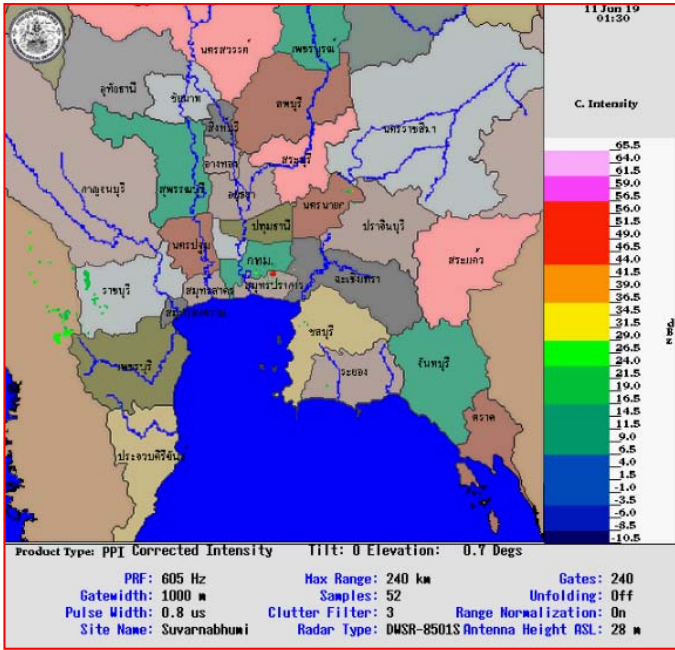 11 Jun 19
01:30
C. Intensity
นครสวรรค์
เพชรบูรณ์
อุทัยธานี
ชัยนาท
ลพบุรี
สิงห์บุรี
นครราชสีมา
อ่างทอง
สระบุรี
กาญจนบุรี
สุพรรณบุรี
อยุธยา
นครนายก
ปทุมธานี
ปราจีนบุรี
นครปฐม
กทม.
สระแก้ว
ราชบุรี
สมุทรสาคร
สมุทรปราการ
ฉะเชิงเทรา
สมุทรสงคราม
ชลบุรี
เพชรบุรี
ระยอง
จันทบุรี
ตราด
ประจวบคีรีขันธ์
65.5
64.0
61.5
59.0
56.5
56.0
51.5
49.0
46.5
44.0
41.5
39.0
36.5
34.5
31.5
29.0
26.5
24.0
21.5
19.0
16.5
14.5
11.5
9.0
6.5
4.0
1.5
-1.0
-3.5
-6.0
-8.5
-10.5
Product Type: PPI Corrected Intensity Tilt: 0 Elevation: 0.7 Degs
PRF: 605 Hz Max Range: 240 km Gates: 240
Gatewidth: 1000 m Samples: 52 Unfolding: Off
Pulse Width: 0.8 us Clutter Filter: 3 Range Normalization: On
Site Name: Suvarnabhumi Radar Type: DWSR-8501S Antenna Height ASL: 28 m